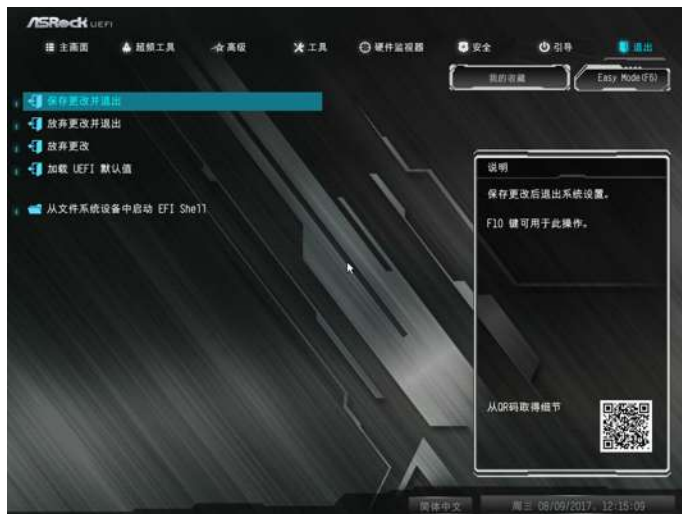 ASRock UEFI
主画面 超频工具 高级 工具 硬件监视器 安全 引导 退出
我的收藏 Easy Mode(F6)
保存更改并退出
放弃更改并退出
放弃更改
加载 UEFI 默认值
从文件系统设备中启动 EFI Shell
说明
保存更改后退出系统设置。
F10 键可用于此操作。
从QR码取得细节
简体中文 周三 08/09/2017, 12:15:09